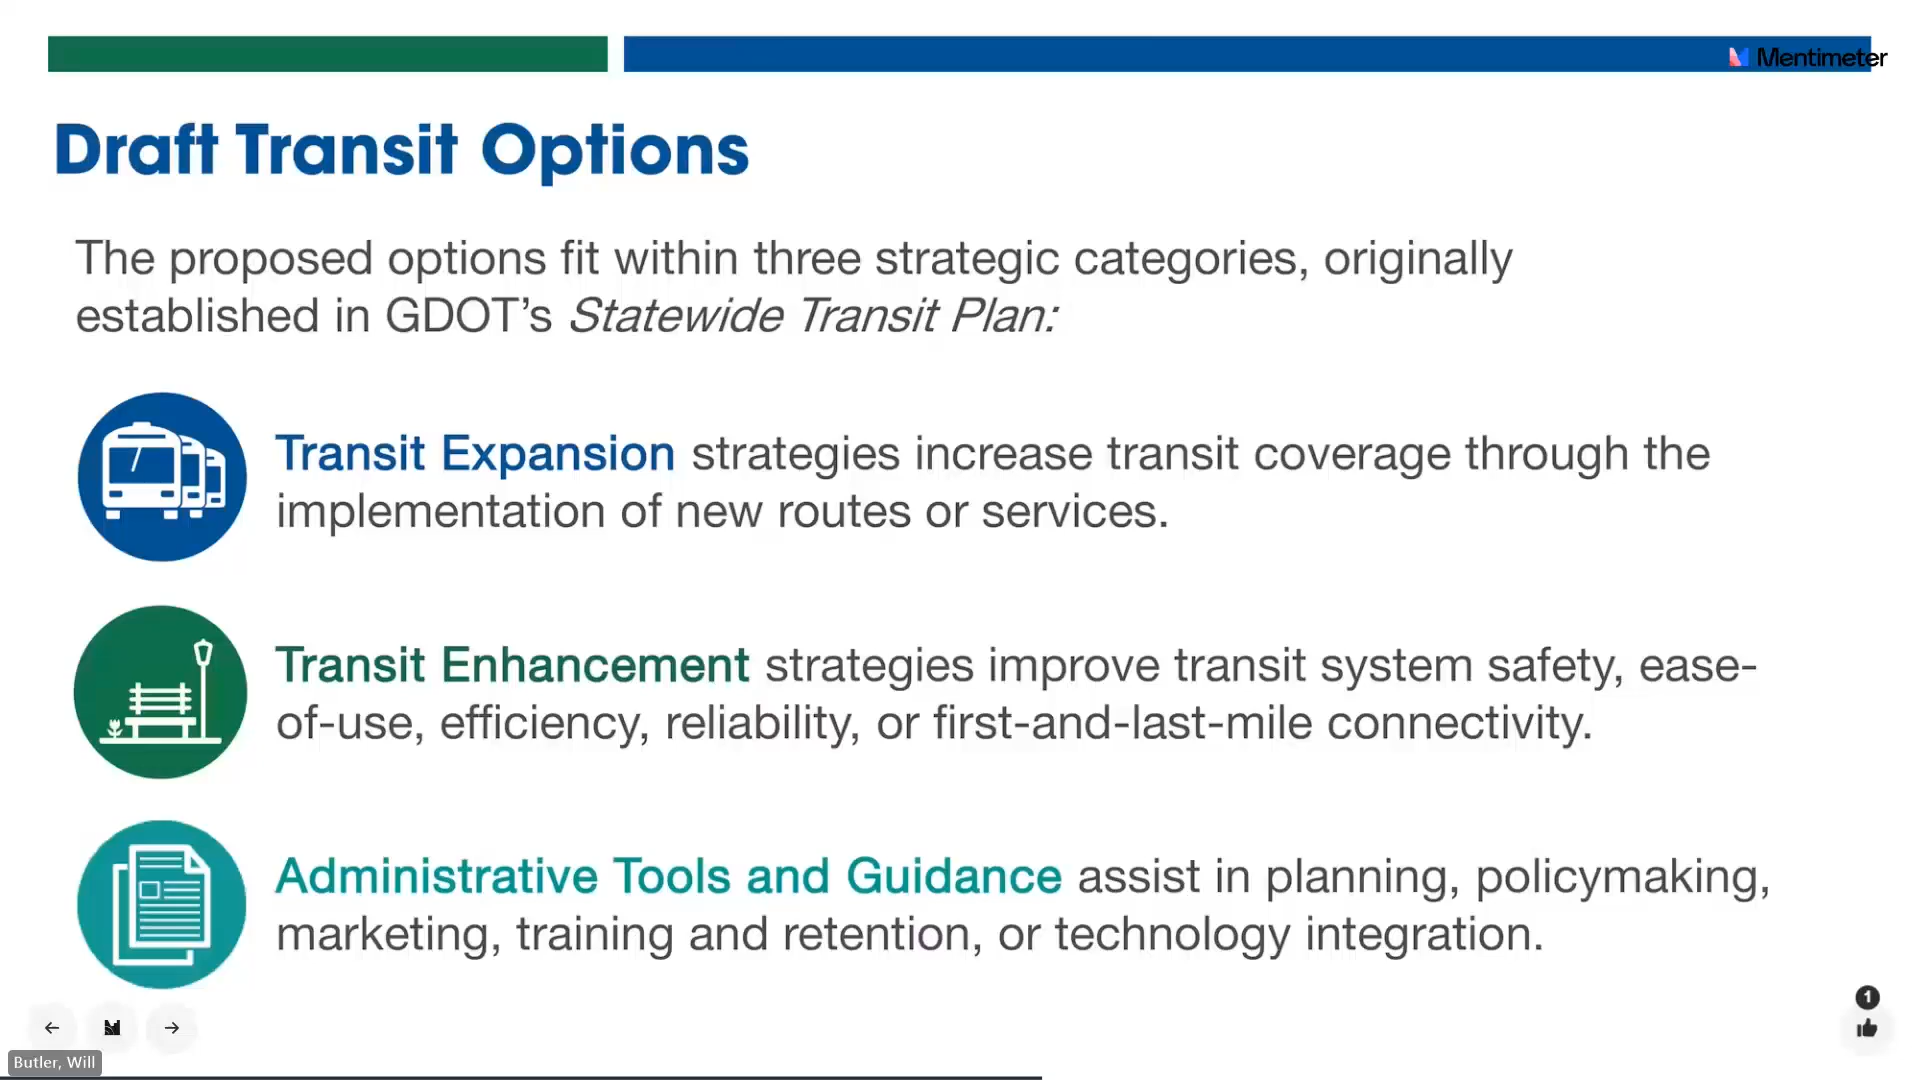 Mentimeter
Draft Transit Options
The proposed options fit within three strategic categories, originally
established in GDOT’s Statewide Transit Plan:
Transit Expansion strategies increase transit coverage through the
implementation of new routes or services.
Transit Enhancement strategies improve transit system safety, ease-
of-use, efficiency, reliability, or first-and-last-mile connectivity.
Administrative Tools and Guidance assist in planning, policymaking,
marketing, training and retention, or technology integration.
1
Butler, Will